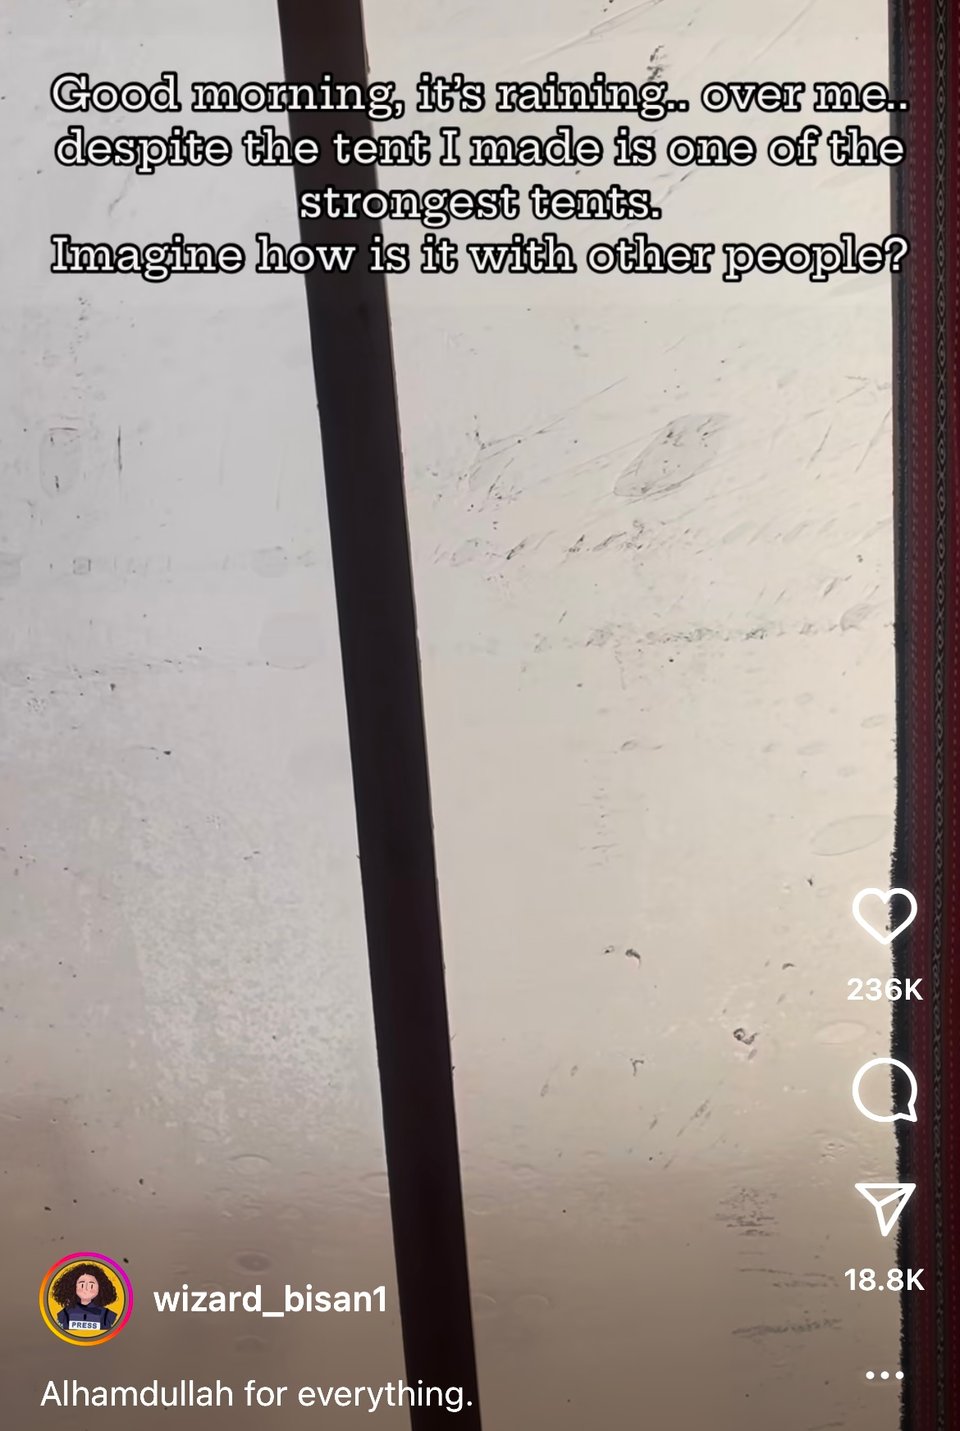 Good morning, it's raining.. over me..
despite the tent I made is one of the
strongest tents.
Imagine how is it with other people?
236K
18.8K
PRESS
wizard_bisan1
Alhamdullah for everything.